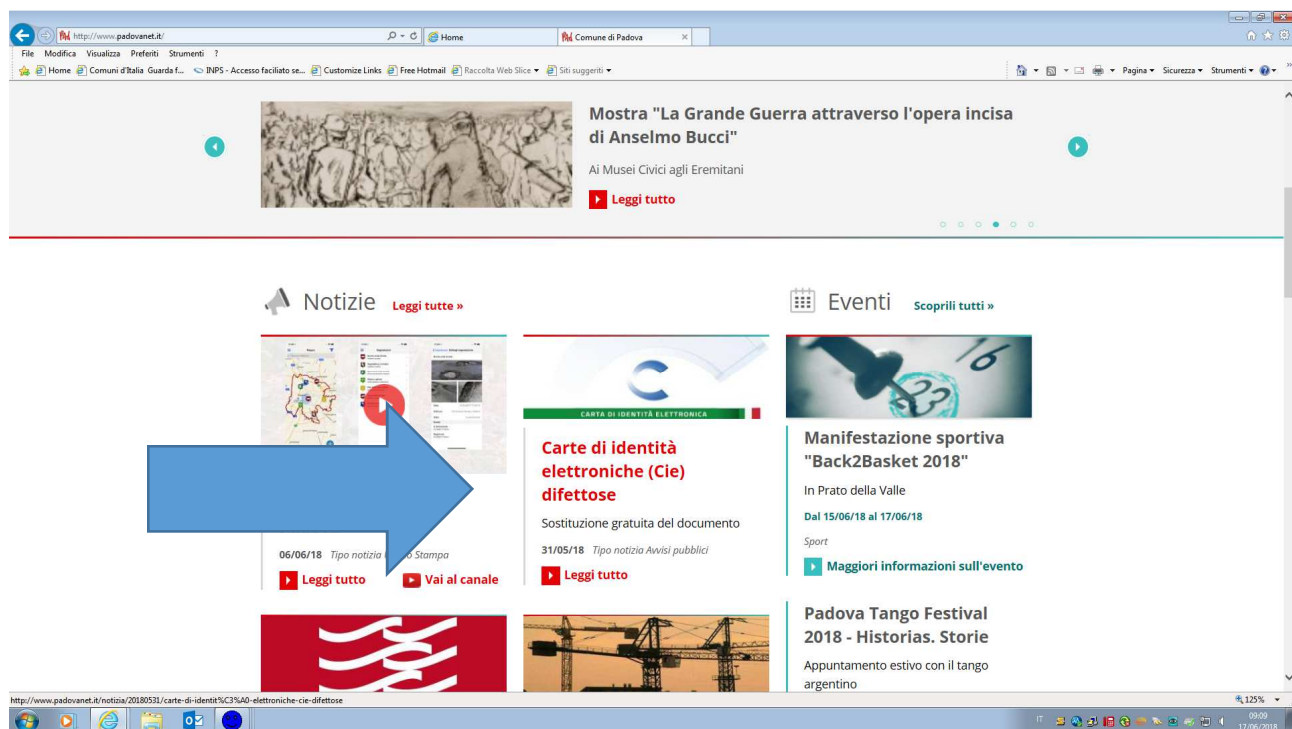 http://www.padovanet.it/
Home
Comune di Padova
File Modifica Visualizza Preferiti Strumenti ?
Home Comuni d'Italia Guarda f... INPS - Accesso faciliato se... Customize Links Free Hotmail Raccolta Web Slice Siti suggeriti
Pagina Sicurezza Strumenti
Mostra "La Grande Guerra attraverso l'opera incisa
di Anselmo Bucci"
Ai Musei Civici agli Eremitani
Leggi tutto
Notizie Leggi tutte »
CARTA DI IDENTITÀ ELETTRONICA
Carte di identità
elettroniche (Cie)
difettose
Sostituzione gratuita del documento
31/05/18 Tipo notizia Avvisi pubblici
Leggi tutto
06/06/18 Tipo notizia Stampa
Leggi tutto Vai al canale
Eventi Scoprili tutti »
16
23
Manifestazione sportiva
"Back2Basket 2018"
In Prato della Valle
Dal 15/06/18 al 17/06/18
Sport
Maggiori informazioni sull'evento
Padova Tango Festival
2018 - Historias. Storie
Appuntamento estivo con il tango
argentino
http://www.padovanet.it/notizia/20180531/carte-di-identit%C3%A0-elettroniche-cie-difettose
125%
IT
09:09
17/06/2018